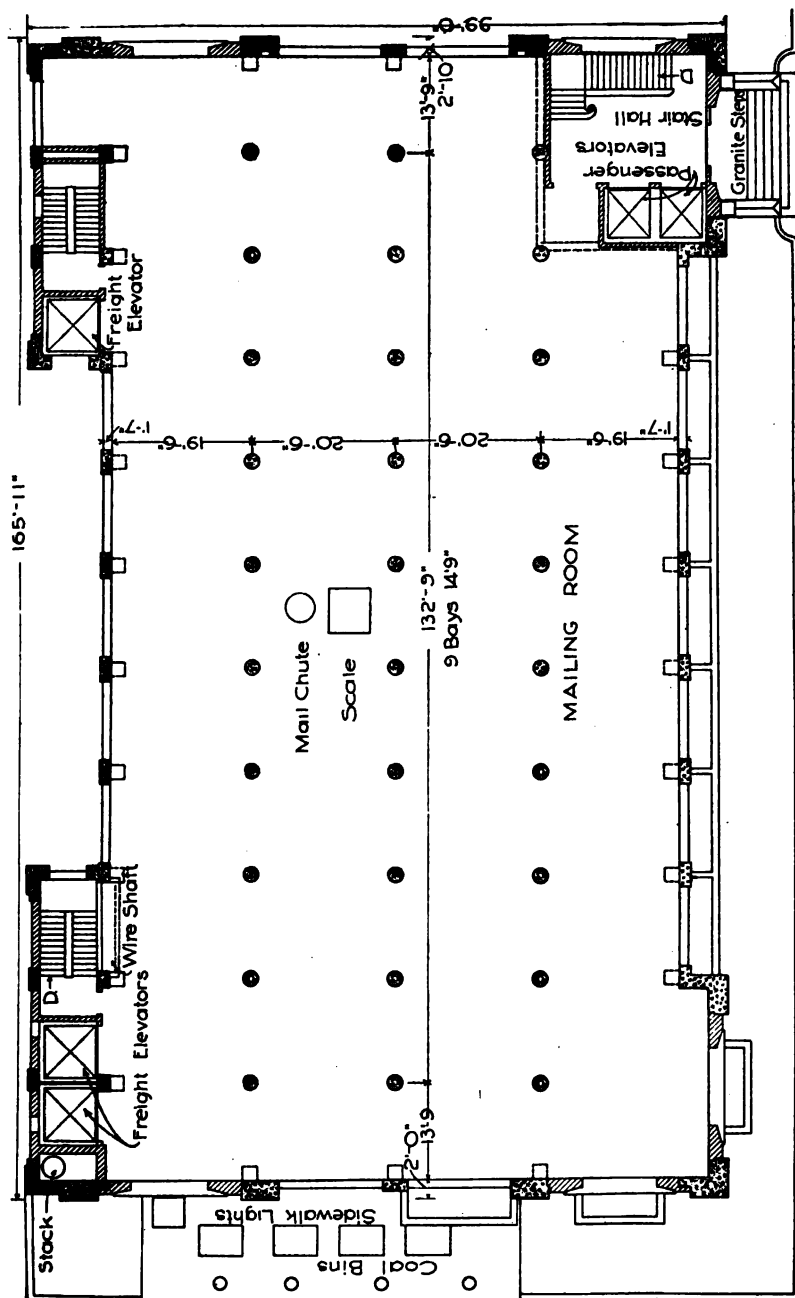 99'-0"
165'-11"
13'-9"
2'-10
D
Stair Hall
Passenger
Elevators
Granite Steps
Freight
Elevator
1'-7"
19'-6"
20'-6"
20'-6"
19'-6"
1'-7"
132'-9"
9 Bays 14'9"
Mail Chute
Scale
MAILING ROOM
Wire Shaft
D
Freight Elevators
Stack
2'-0"
13'-9
Sidewalk Lights
Coal Bins